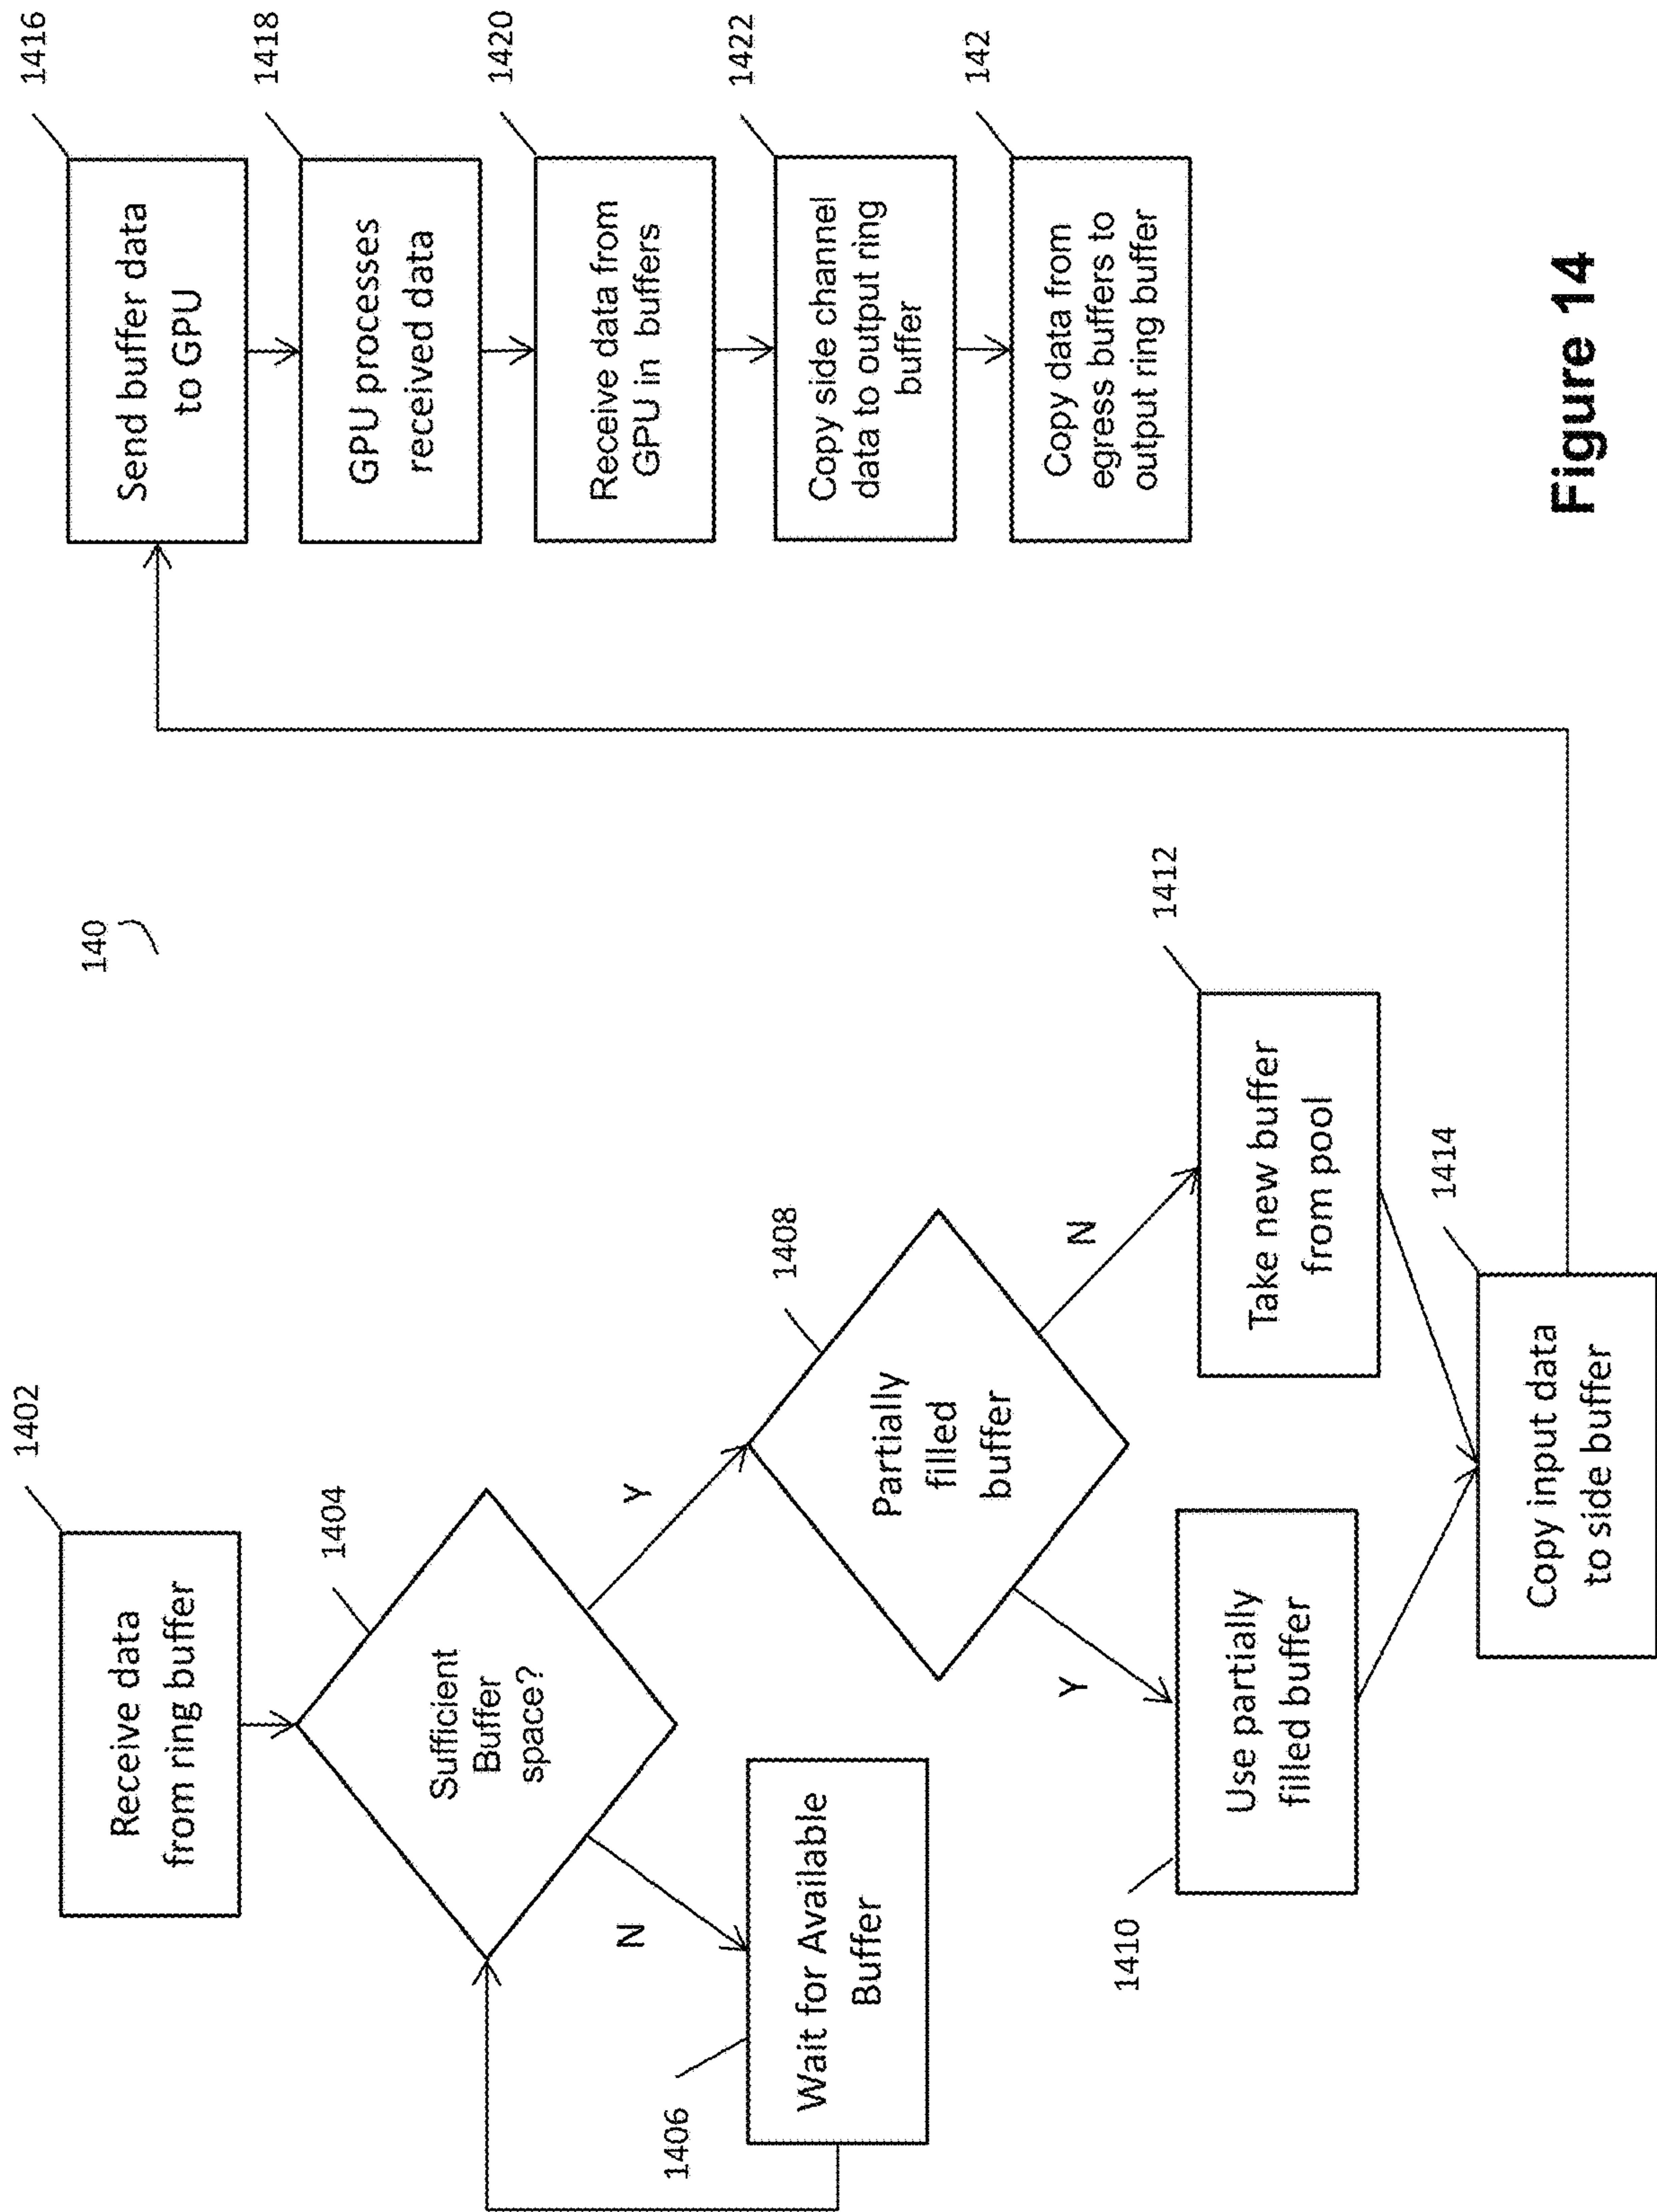 140
1402
Receive data
from ring buffer
1404
Sufficient
Buffer
space?
N
Y
1406
Wait for Available
Buffer
1408
Partially
filled
buffer
Y
N
1410
Use partially
filled buffer
1412
Take new buffer
from pool
1414
Copy input data
to side buffer
1416
Send buffer data
to GPU
1418
GPU processes
received data
1420
Receive data from
GPU in buffers
1422
Copy side channel
data to output ring
buffer
142
Copy data from
egress buffers to
output ring buffer
Figure 14